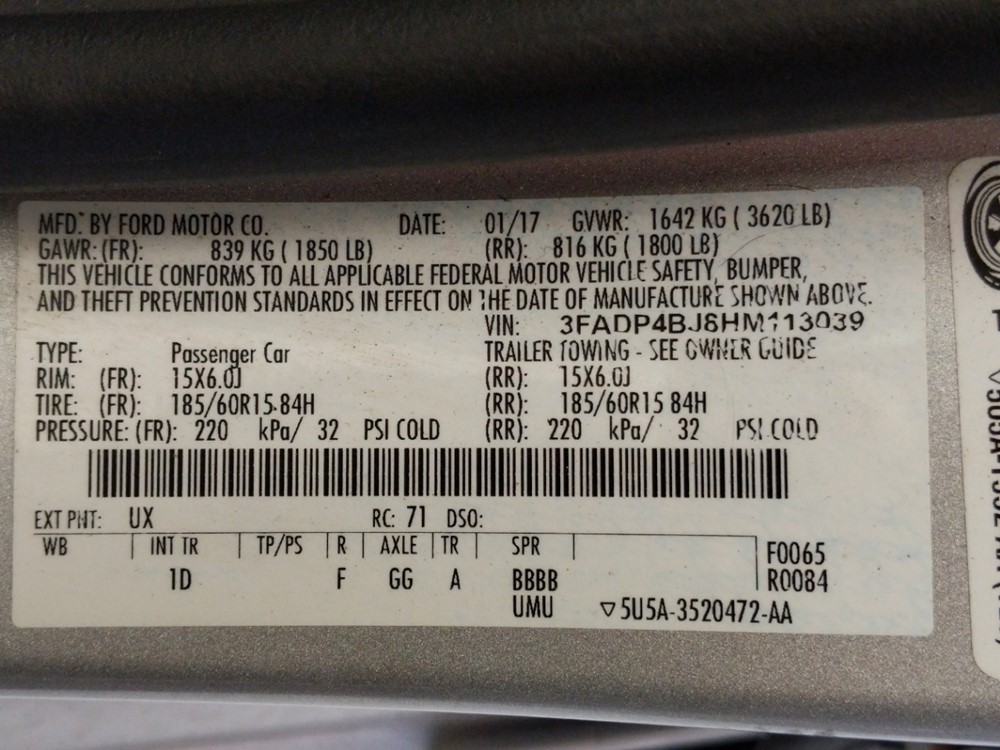 MFD. BY FORD MOTOR CO. DATE: 01/17 GVWR: 1642 KG ( 3620 LB)
GAWR: (FR): 839 KG ( 1850 LB) (RR): 816 KG ( 1800 LB)
THIS VEHICLE CONFORMS TO ALL APPLICABLE FEDERAL MOTOR VEHICLE SAFETY, BUMPER,
AND THEFT PREVENTION STANDARDS IN EFFECT ON THE DATE OF MANUFACTURE SHOWN ABOVE.
VIN: 3FADP4BJ8HM113039
TYPE: Passenger Car TRAILER TOWING - SEE OWNER GUIDE
RIM: (FR): 15X6.0J (RR): 15X6.0J
TIRE: (FR): 185/60R15 84H (RR): 185/60R15 84H
PRESSURE: (FR): 220 kPa/ 32 PSI COLD (RR): 220 kPa/ 32 PSI COLD
EXT PNT: UX RC: 71 DSO:
WB INT TR TP/PS R AXLE TR SPR F0065
1D F GG A BBBB R0084
UMU ▽5U5A-3520472-AA